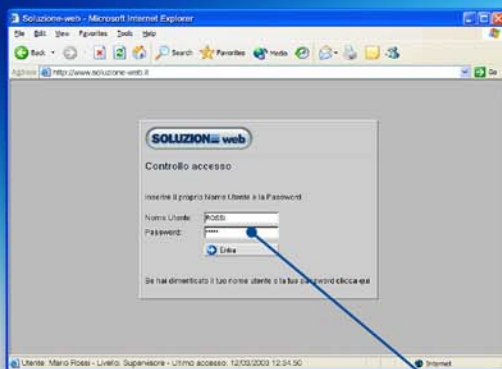 Soluzione-web - Microsoft Internet Explorer
File Edit View Favorites Tools Help
Back Search Favorites Media
Address http://www.soluzione-web.it Go
SOLUZIONE web
Controllo accesso
Inserire il proprio Nome Utente e la Password
Nome Utente: ROSSI
Password: *****
Entra
Se hai dimenticato il tuo nome utente o la tua password clicca qui
Utente: Mario Rossi - Livello: Supervisore - Ultimo accesso: 12/03/2003 12:34:50 Internet